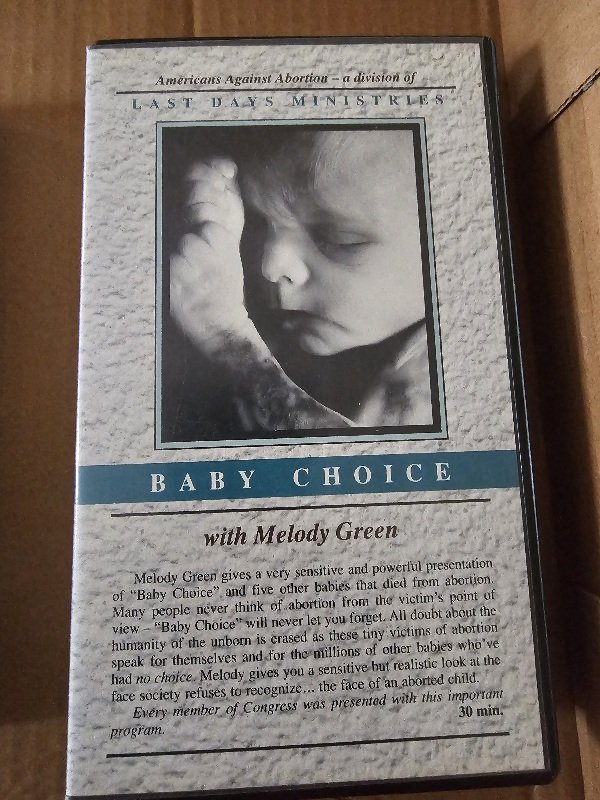 Americans Against Abortion – a division of
LAST DAYS MINISTRIES
BABY CHOICE
with Melody Green
Melody Green gives a very sensitive and powerful presentation
of “Baby Choice” and five other babies that died from abortion.
Many people never think of abortion from the victim's point of
view – “Baby Choice” will never let you forget. All doubt about the
humanity of the unborn is erased as these tiny victims of abortion
speak for themselves and for the millions of other babies who've
had no choice. Melody gives you a sensitive but realistic look at the
face society refuses to recognize... the face of an aborted child.
Every member of Congress was presented with this important
program.
30 min.